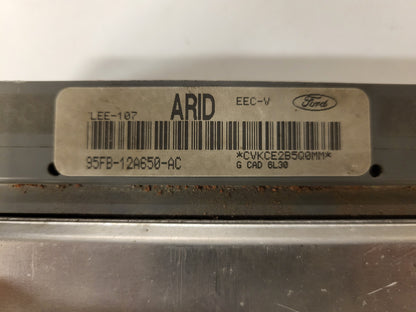 LEE-107
ARID
EEC-V
Ford
95FB-12A650-AC
*CVKCE2B5Q0MM*
G CAD 6L30